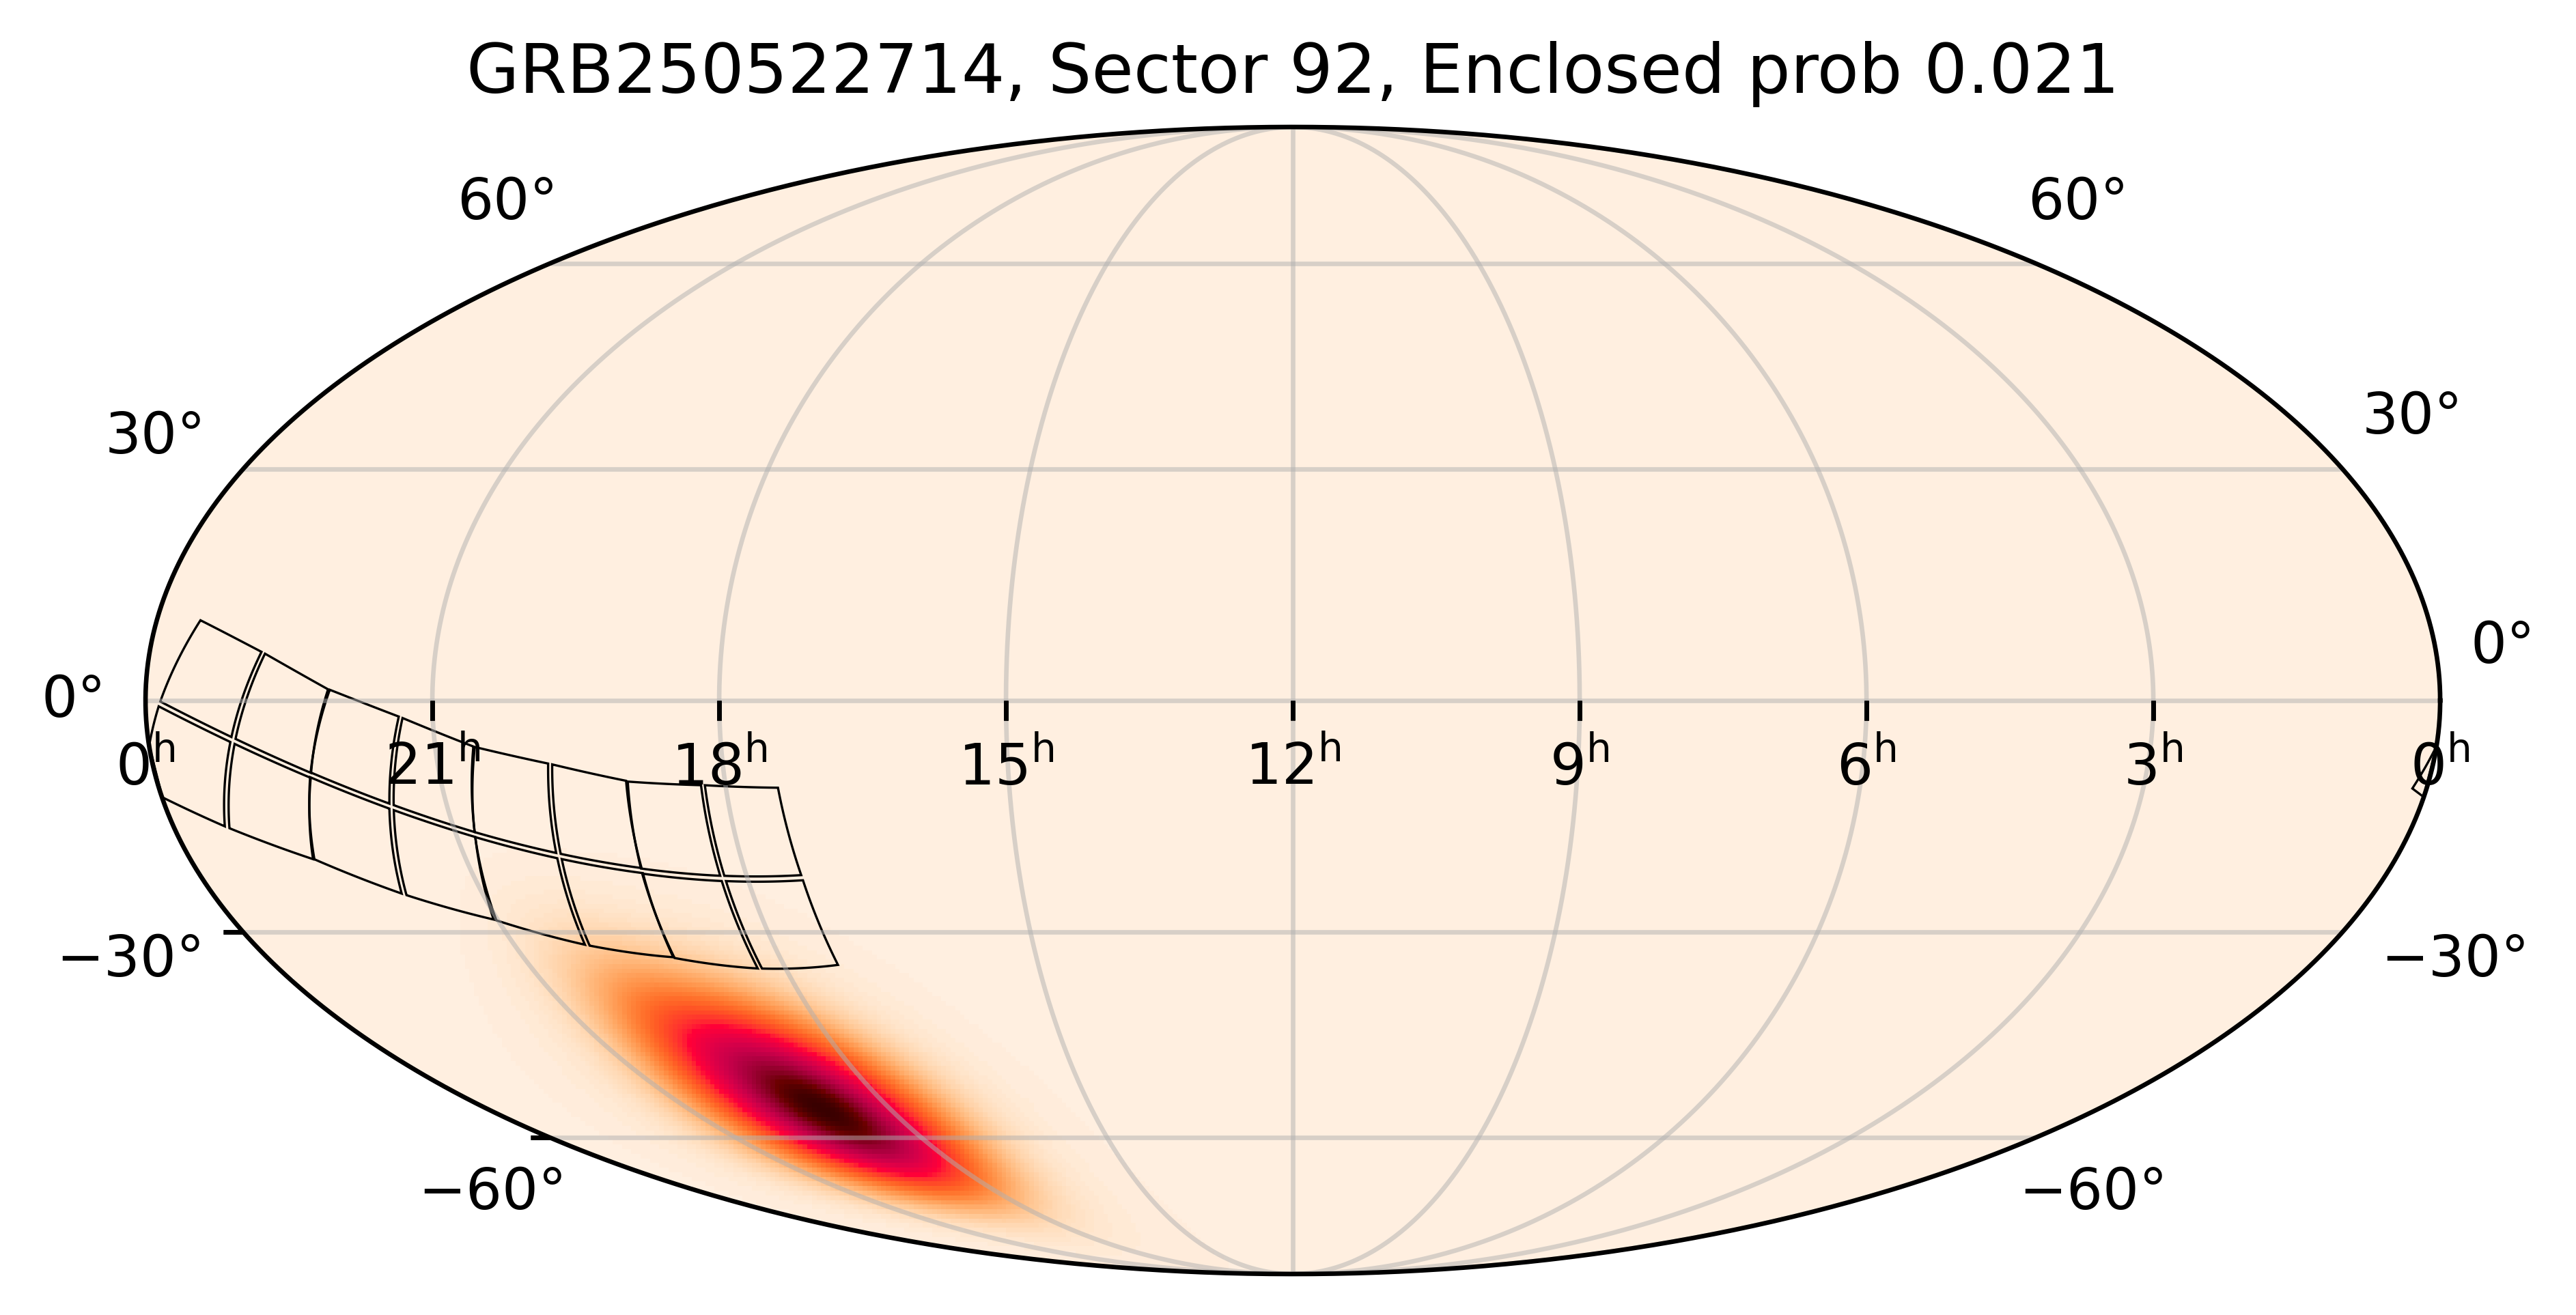 GRB250522714, Sector 92, Enclosed prob 0.021
60° 60°
30° 30°
0° 0°
0ʰ 21ʰ 18ʰ 15ʰ 12ʰ 9ʰ 6ʰ 3ʰ 0ʰ
−30° −30°
−60° −60°